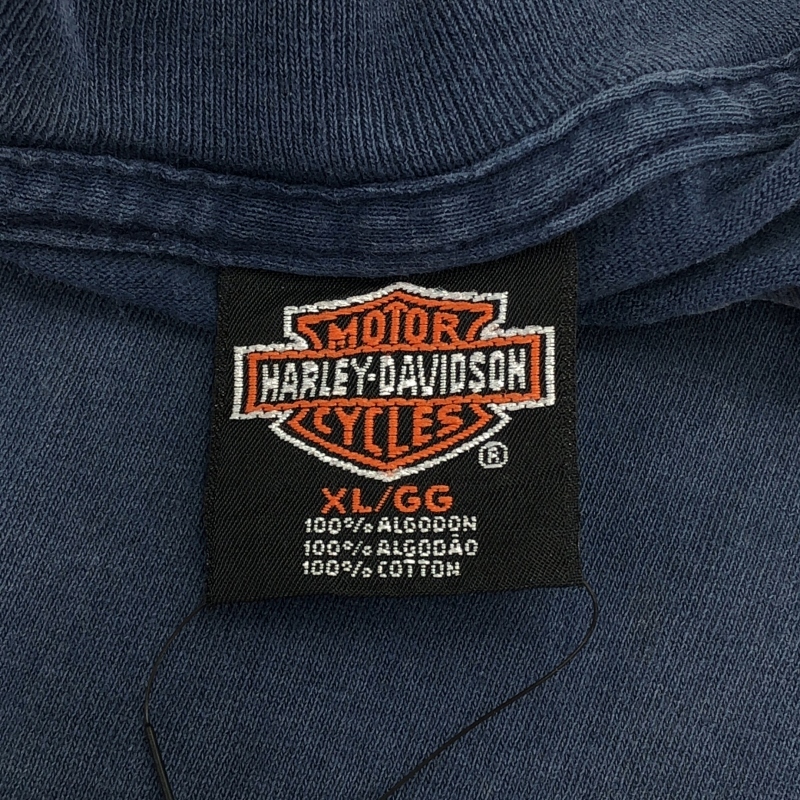 MOTOR
HARLEY-DAVIDSON
CYCLES
®
XL/GG
100% ALGODON
100% ALGODÃO
100% COTTON